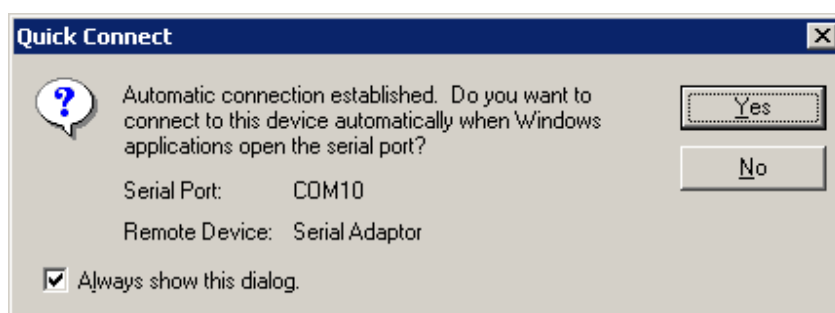 Quick Connect
Automatic connection established. Do you want to
connect to this device automatically when Windows
applications open the serial port?
Yes
No
Serial Port: COM10
Remote Device: Serial Adaptor
Always show this dialog.